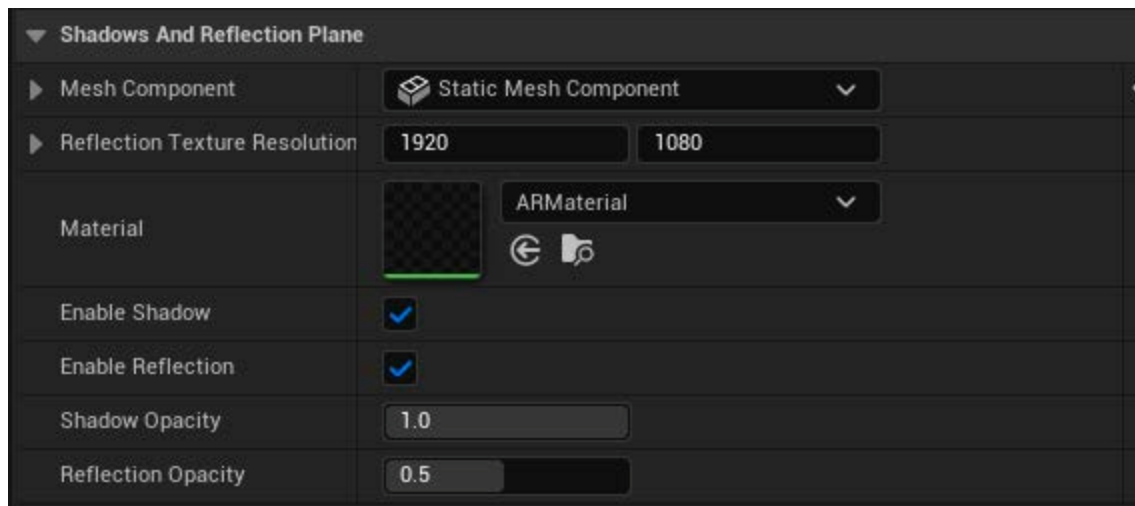 Shadows And Reflection Plane
Mesh Component Static Mesh Component
Reflection Texture Resolution 1920 1080
ARMaterial
Material
Enable Shadow
Enable Reflection
Shadow Opacity 1.0
Reflection Opacity 0.5